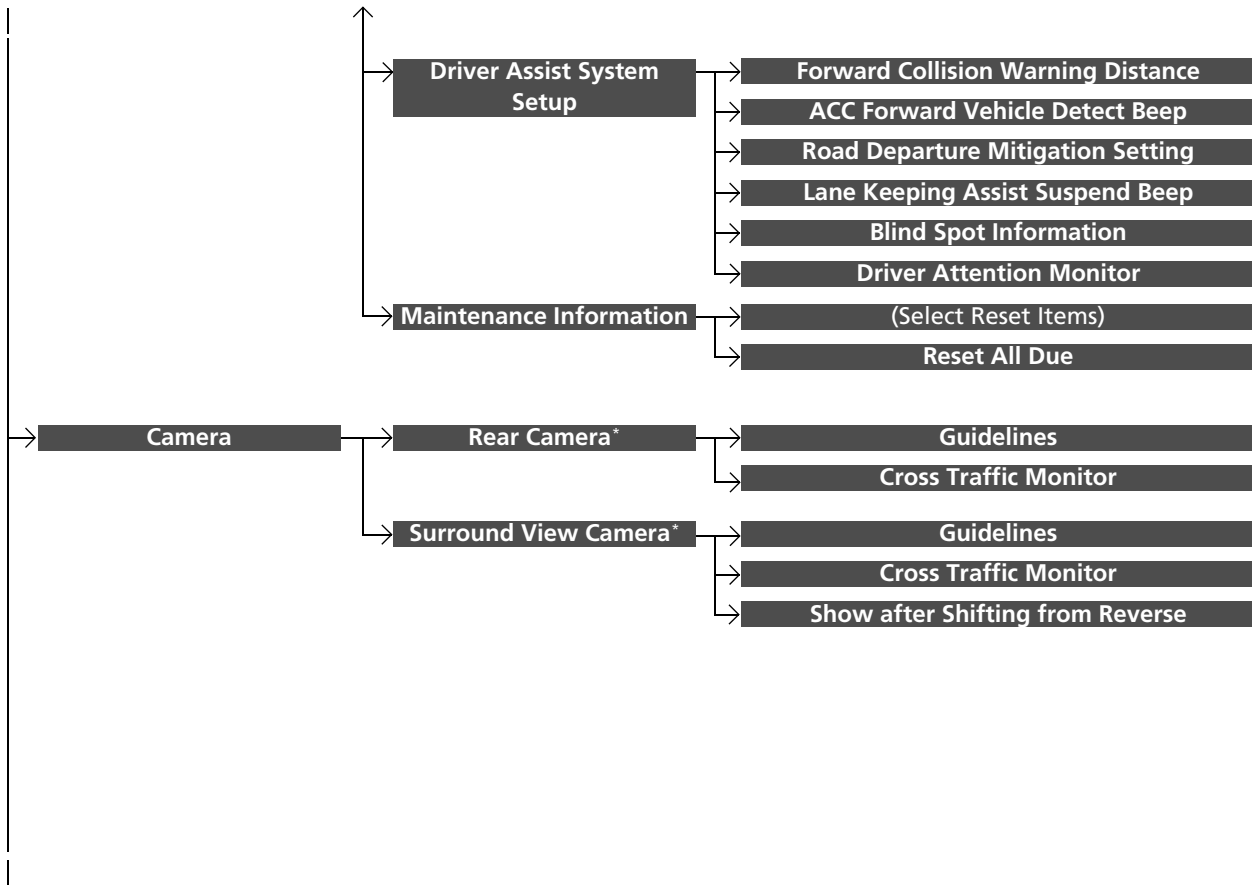 Driver Assist System
Setup
Forward Collision Warning Distance
ACC Forward Vehicle Detect Beep
Road Departure Mitigation Setting
Lane Keeping Assist Suspend Beep
Blind Spot Information
Driver Attention Monitor
Maintenance Information
(Select Reset Items)
Reset All Due
Camera
Rear Camera*
Guidelines
Cross Traffic Monitor
Surround View Camera*
Guidelines
Cross Traffic Monitor
Show after Shifting from Reverse